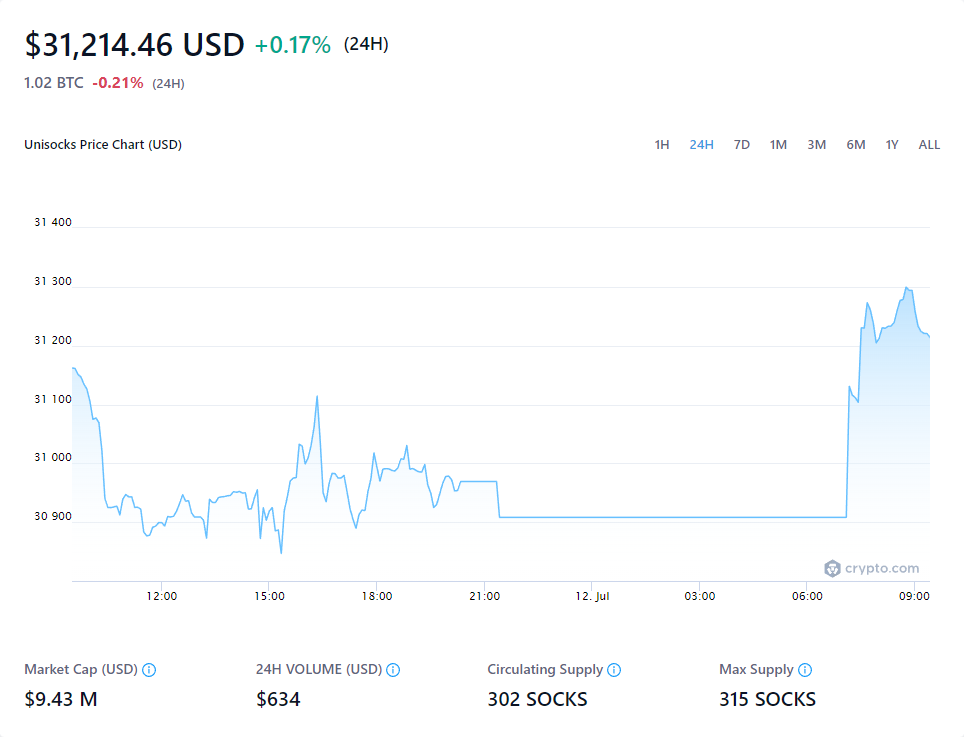 $31,214.46 USD +0.17% (24H)
1.02 BTC -0.21% (24H)
Unisocks Price Chart (USD) 1H 24H 7D 1M 3M 6M 1Y ALL
31 400
31 300
31 200
31 100
31 000
30 900
crypto.com
12:00 15:00 18:00 21:00 12. Jul 03:00 06:00 09:00
Market Cap (USD) 24H VOLUME (USD) Circulating Supply Max Supply
$9.43 M $634 302 SOCKS 315 SOCKS